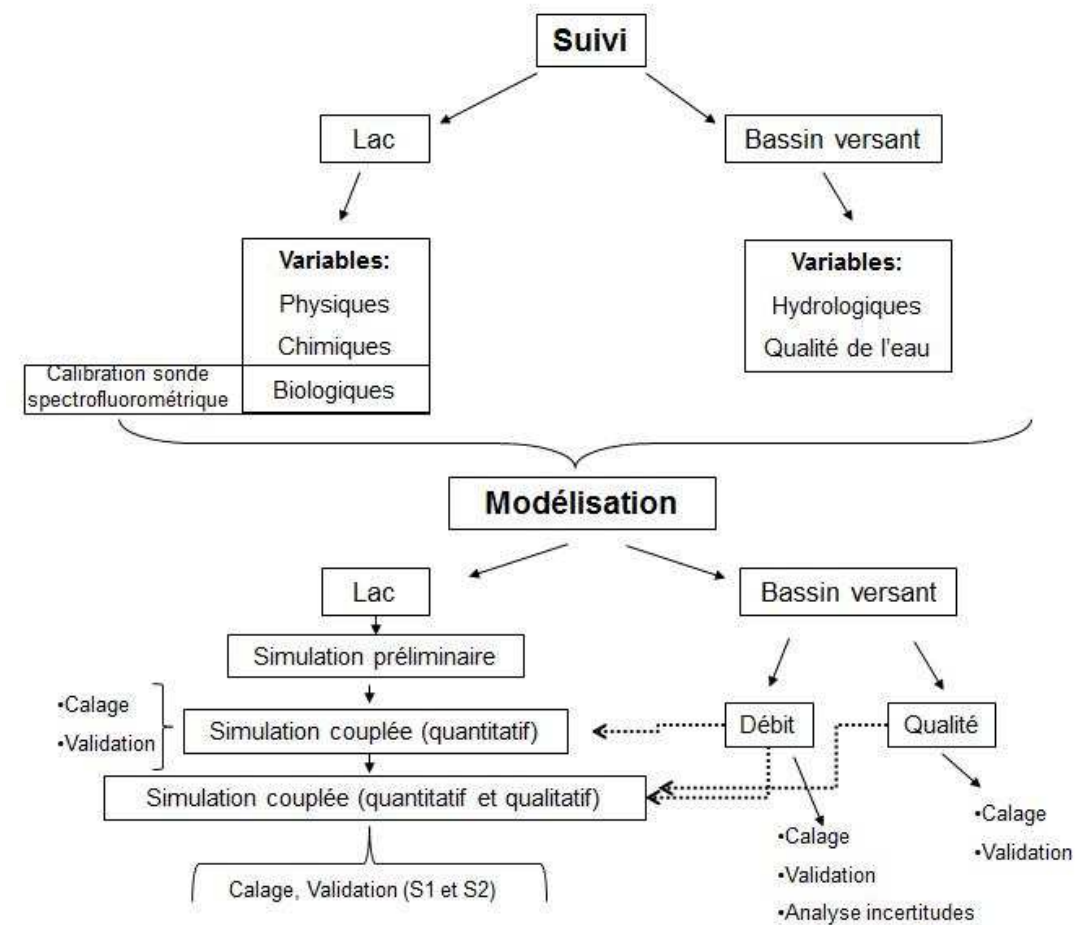 Suivi
Lac
Bassin versant
Variables:
Physiques
Chimiques
Biologiques
Calibration sonde
spectrofluorométrique
Variables:
Hydrologiques
Qualité de l'eau
Modélisation
Lac
Bassin versant
Simulation préliminaire
•Calage
•Validation
Simulation couplée (quantitatif)
Débit
Qualité
Simulation couplée (quantitatif et qualitatif)
•Calage
•Validation
•Calage
•Validation
•Analyse incertitudes
Calage, Validation (S1 et S2)